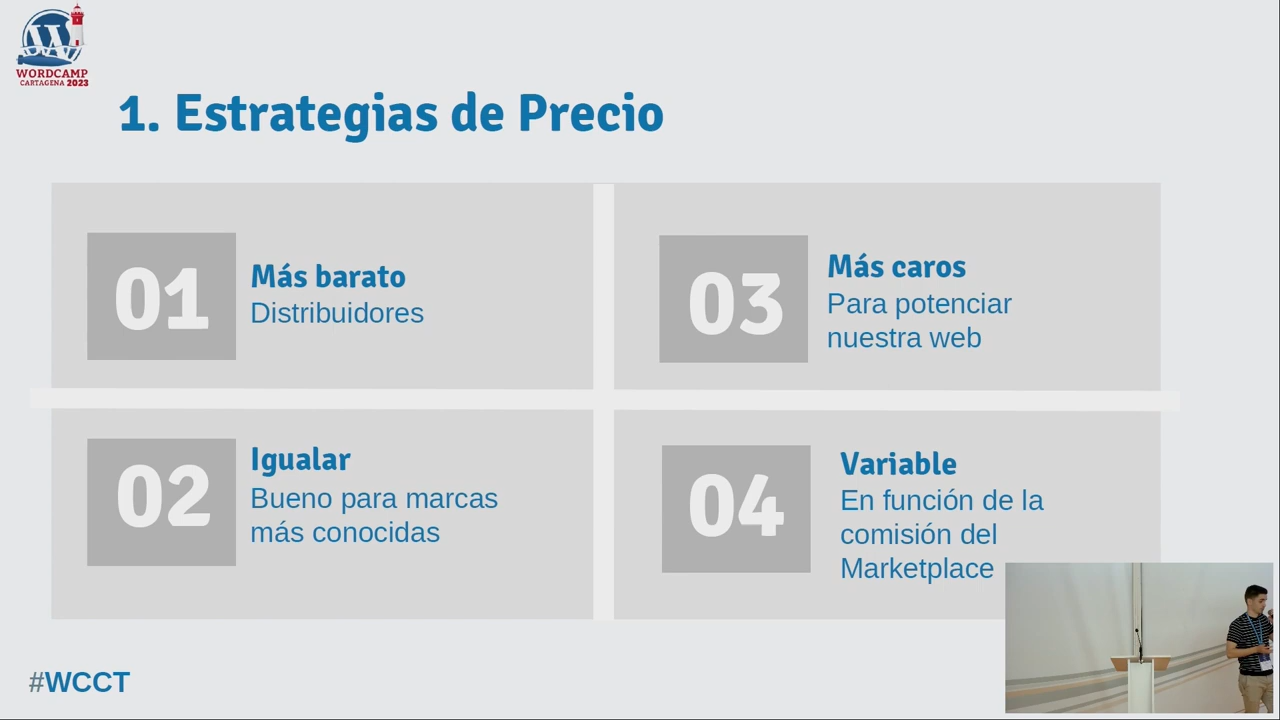 WORDCAMP
CARTAGENA 2023
1. Estrategias de Precio
01
Más barato
Distribuidores
02
Igualar
Bueno para marcas
más conocidas
03
Más caros
Para potenciar
nuestra web
04
Variable
En función de la
comisión del
Marketplace
#WCCT